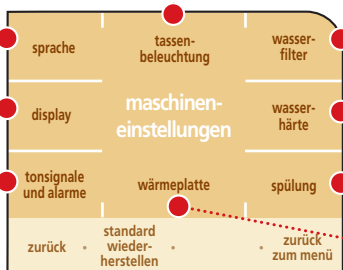 sprache
tassen-
beleuchtung
wasser-
filter
display
maschinen-
einstellungen
wasser-
härte
tonsignale
und alarme
wärmeplatte
spülung
zurück
standard
wieder-
herstellen
zurück
zum menü